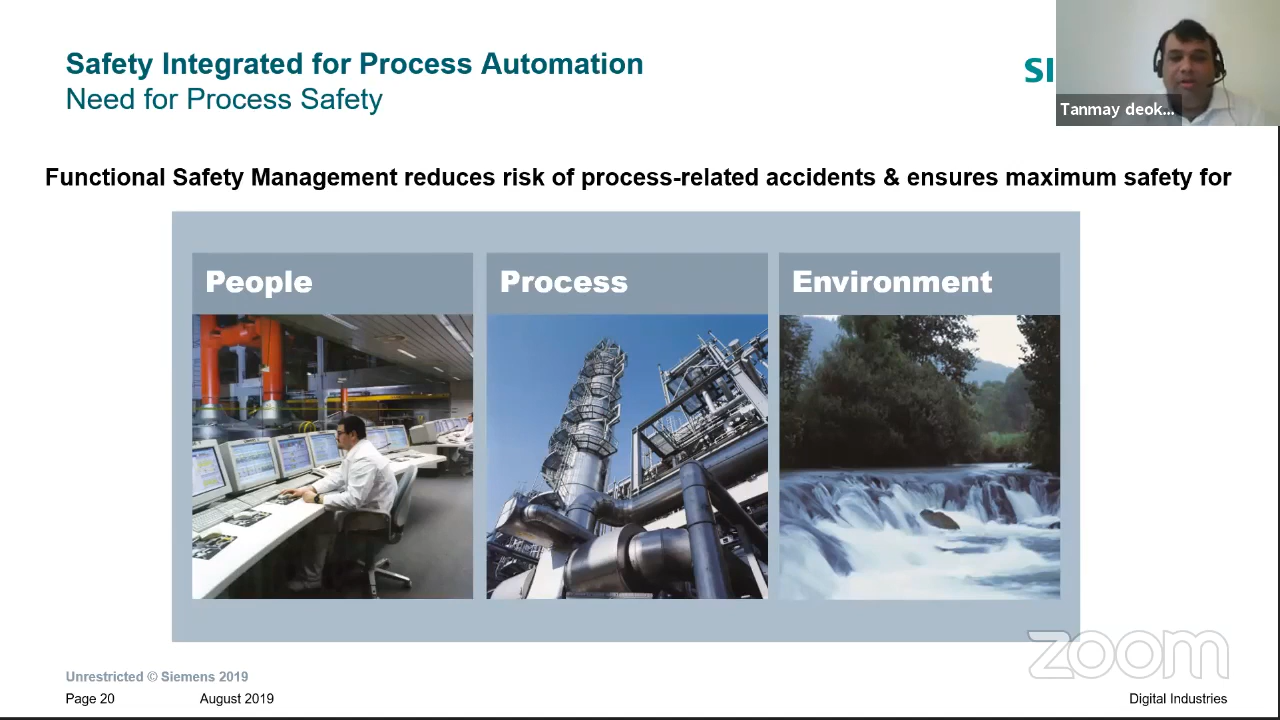 Safety Integrated for Process Automation
Need for Process Safety
SI
Tanmay deok...
Functional Safety Management reduces risk of process-related accidents & ensures maximum safety for
People
Process
Environment
zoom
Unrestricted © Siemens 2019
Page 20 August 2019
Digital Industries